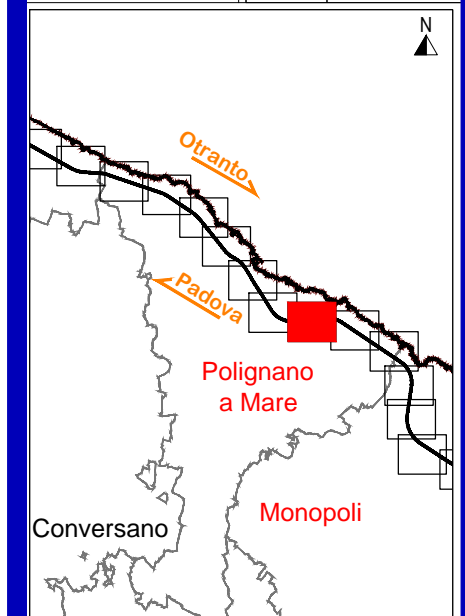 N
Otranto
Padova
Polignano
a Mare
Monopoli
Conversano